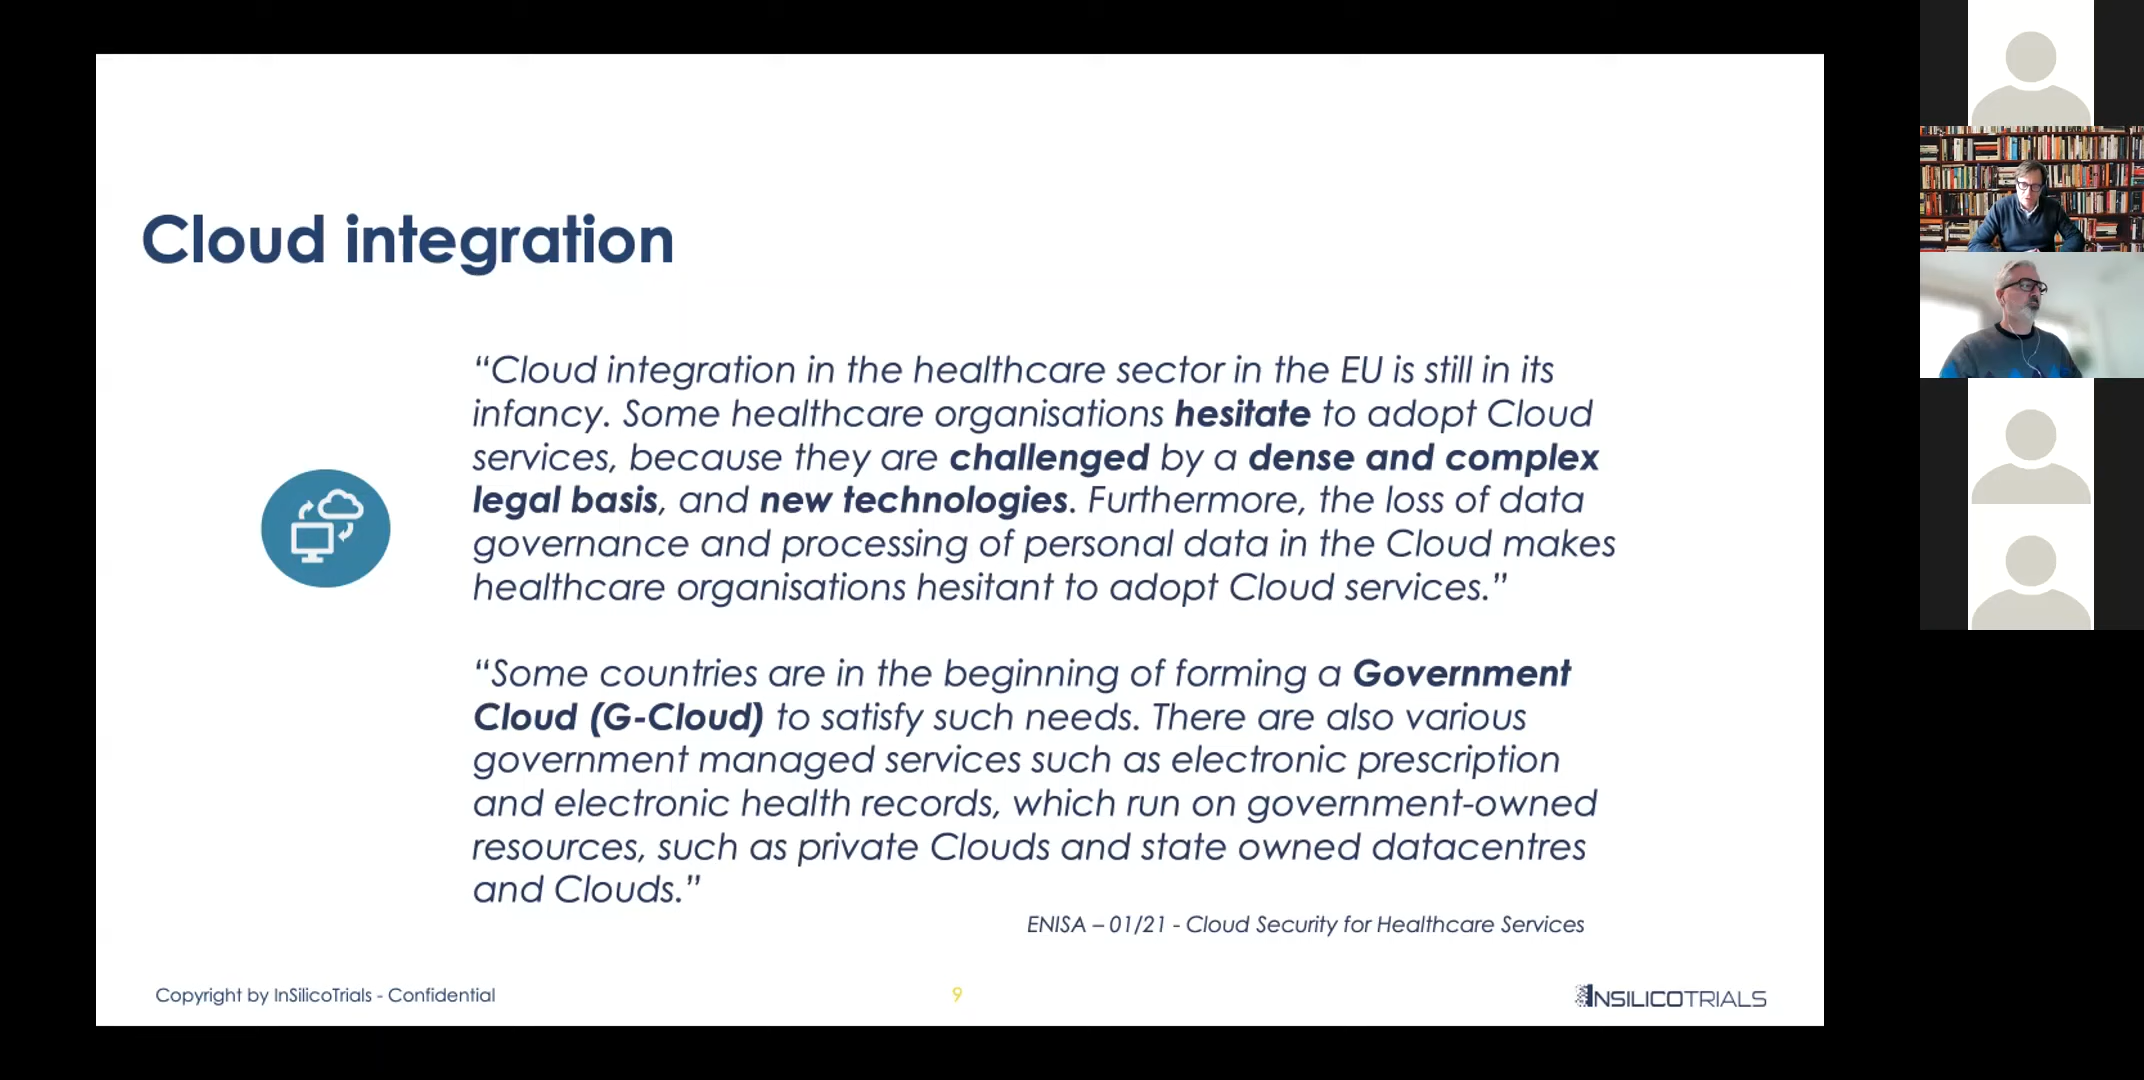 Cloud integration
“Cloud integration in the healthcare sector in the EU is still in its
infancy. Some healthcare organisations hesitate to adopt Cloud
services, because they are challenged by a dense and complex
legal basis, and new technologies. Furthermore, the loss of data
governance and processing of personal data in the Cloud makes
healthcare organisations hesitant to adopt Cloud services.”
“Some countries are in the beginning of forming a Government
Cloud (G-Cloud) to satisfy such needs. There are also various
government managed services such as electronic prescription
and electronic health records, which run on government-owned
resources, such as private Clouds and state owned datacentres
and Clouds.”
ENISA – 01/21 - Cloud Security for Healthcare Services
Copyright by InSilicoTrials - Confidential
9
INSILICOTRIALS